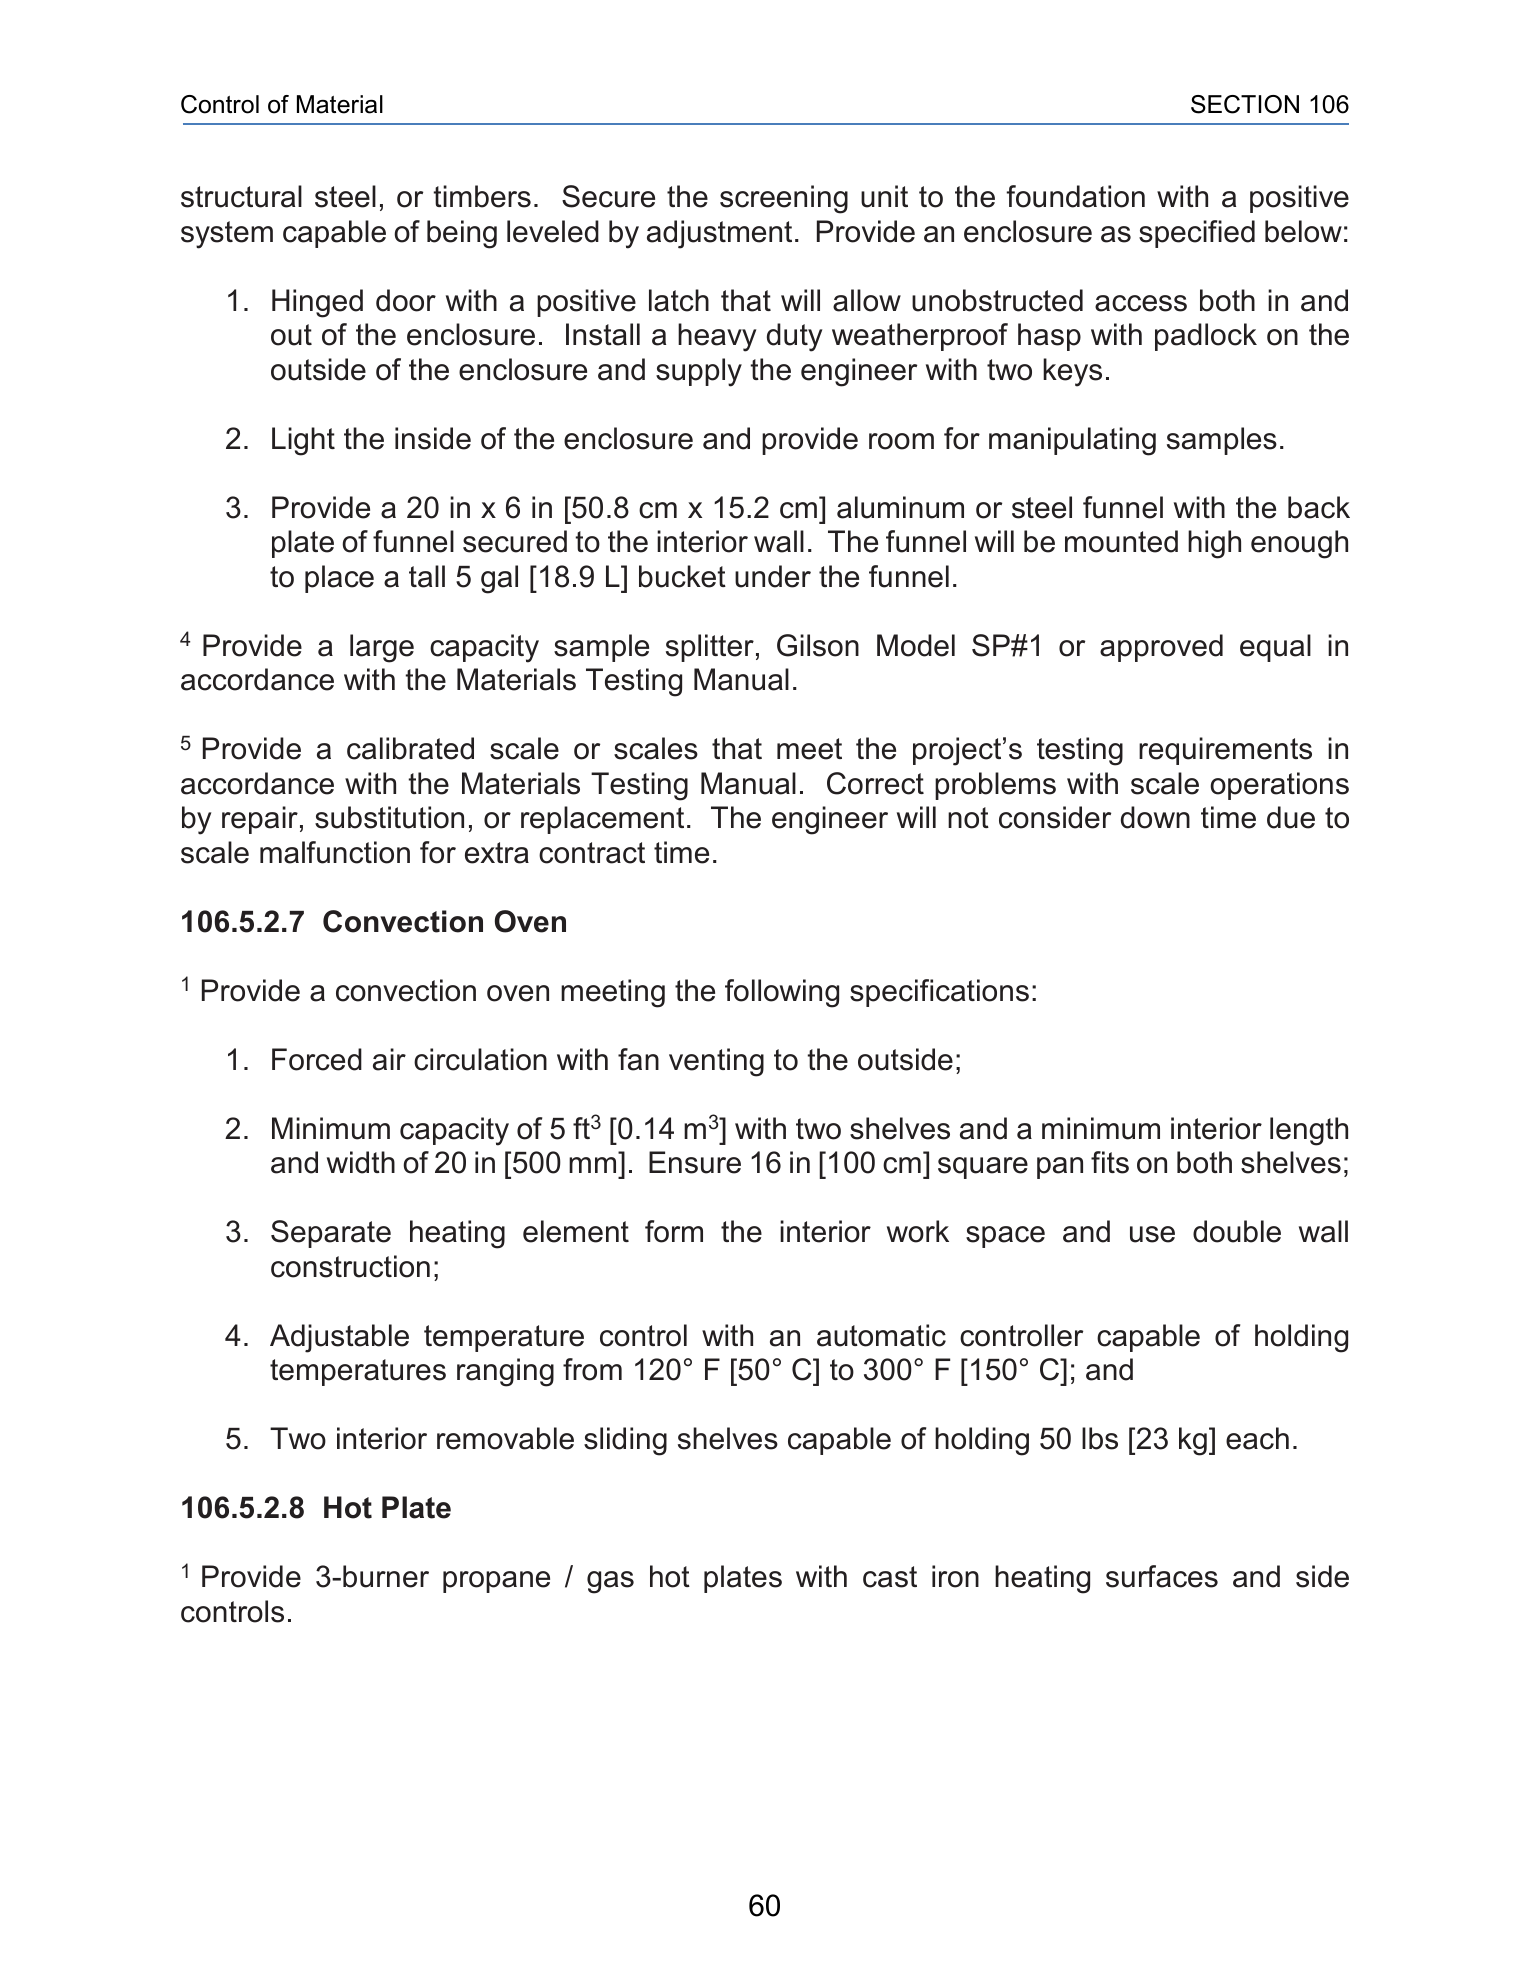 Control of Material SECTION 106
structural steel, or timbers.  Secure the screening unit to the foundation with a positive
system capable of being leveled by adjustment.  Provide an enclosure as specified below:
1. Hinged door with a positive latch that will allow unobstructed access both in and
out of the enclosure.  Install a heavy duty weatherproof hasp with padlock on the
outside of the enclosure and supply the engineer with two keys.
2. Light the inside of the enclosure and provide room for manipulating samples.
3. Provide a 20 in x 6 in [50.8 cm x 15.2 cm] aluminum or steel funnel with the back
plate of funnel secured to the interior wall.  The funnel will be mounted high enough
to place a tall 5 gal [18.9 L] bucket under the funnel.
⁴ Provide a large capacity sample splitter, Gilson Model SP#1 or approved equal in
accordance with the Materials Testing Manual.
⁵ Provide a calibrated scale or scales that meet the project’s testing requirements in
accordance with the Materials Testing Manual.  Correct problems with scale operations
by repair, substitution, or replacement.  The engineer will not consider down time due to
scale malfunction for extra contract time.
106.5.2.7  Convection Oven
¹ Provide a convection oven meeting the following specifications:
1. Forced air circulation with fan venting to the outside;
2. Minimum capacity of 5 ft³ [0.14 m³] with two shelves and a minimum interior length
and width of 20 in [500 mm].  Ensure 16 in [100 cm] square pan fits on both shelves;
3. Separate heating element form the interior work space and use double wall
construction;
4. Adjustable temperature control with an automatic controller capable of holding
temperatures ranging from 120° F [50° C] to 300° F [150° C]; and
5. Two interior removable sliding shelves capable of holding 50 lbs [23 kg] each.
106.5.2.8  Hot Plate
¹ Provide 3-burner propane / gas hot plates with cast iron heating surfaces and side
controls.
60